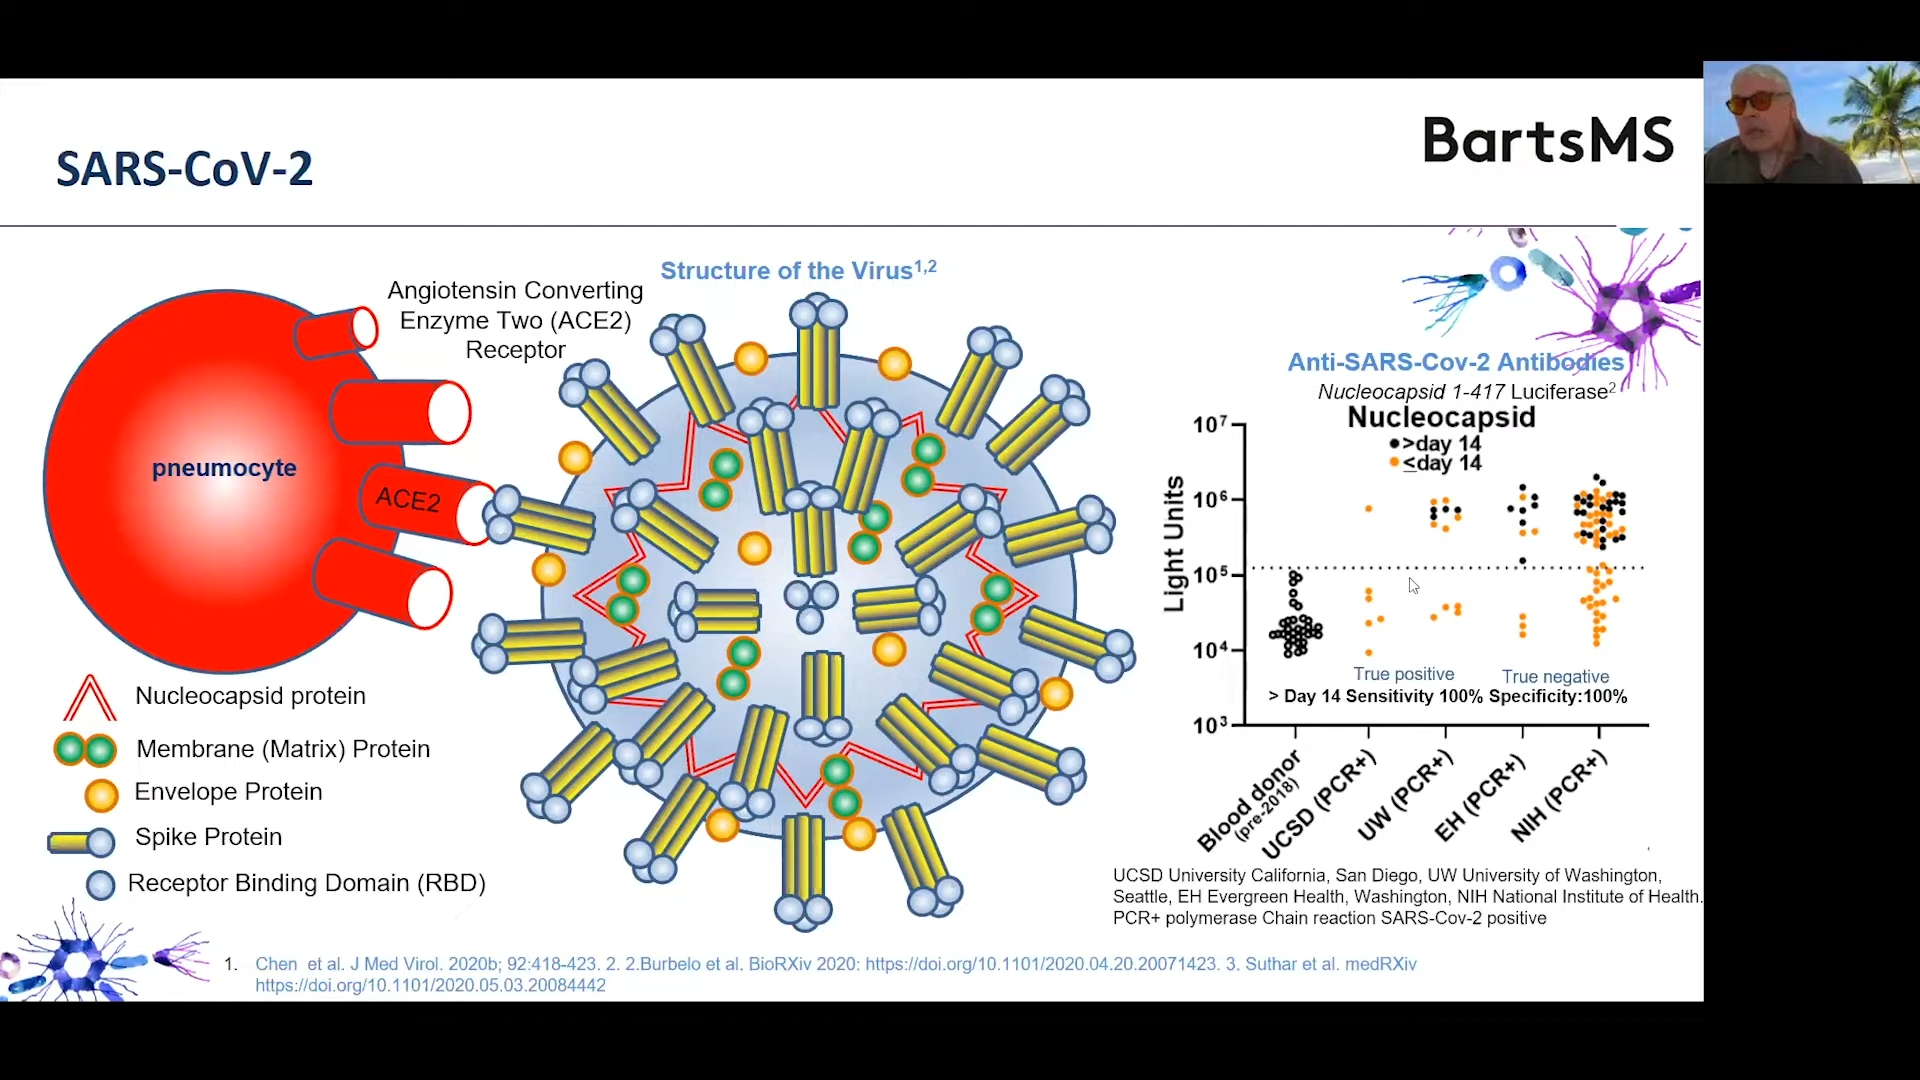 SARS-CoV-2
BartsMS
Angiotensin Converting
Enzyme Two (ACE2)
Receptor
pneumocyte
ACE2
Structure of the Virus1,2
Nucleocapsid protein
Membrane (Matrix) Protein
Envelope Protein
Spike Protein
Receptor Binding Domain (RBD)
Anti-SARS-Cov-2 Antibodies
Nucleocapsid 1-417 Luciferase2
Nucleocapsid
>day 14
≤day 14
Light Units
10⁷
10⁶
10⁵
10⁴
10³
True positive
True negative
> Day 14 Sensitivity 100% Specificity:100%
Blood donor
(pre-2018)
UCSD (PCR+)
UW (PCR+)
EH (PCR+)
NIH (PCR+)
UCSD University California, San Diego, UW University of Washington,
Seattle, EH Evergreen Health, Washington, NIH National Institute of Health.
PCR+ polymerase Chain reaction SARS-Cov-2 positive
1. Chen et al. J Med Virol. 2020b; 92:418-423. 2. 2.Burbelo et al. BioRXiv 2020: https://doi.org/10.1101/2020.04.20.20071423. 3. Suthar et al. medRXiv
https://doi.org/10.1101/2020.05.03.20084442